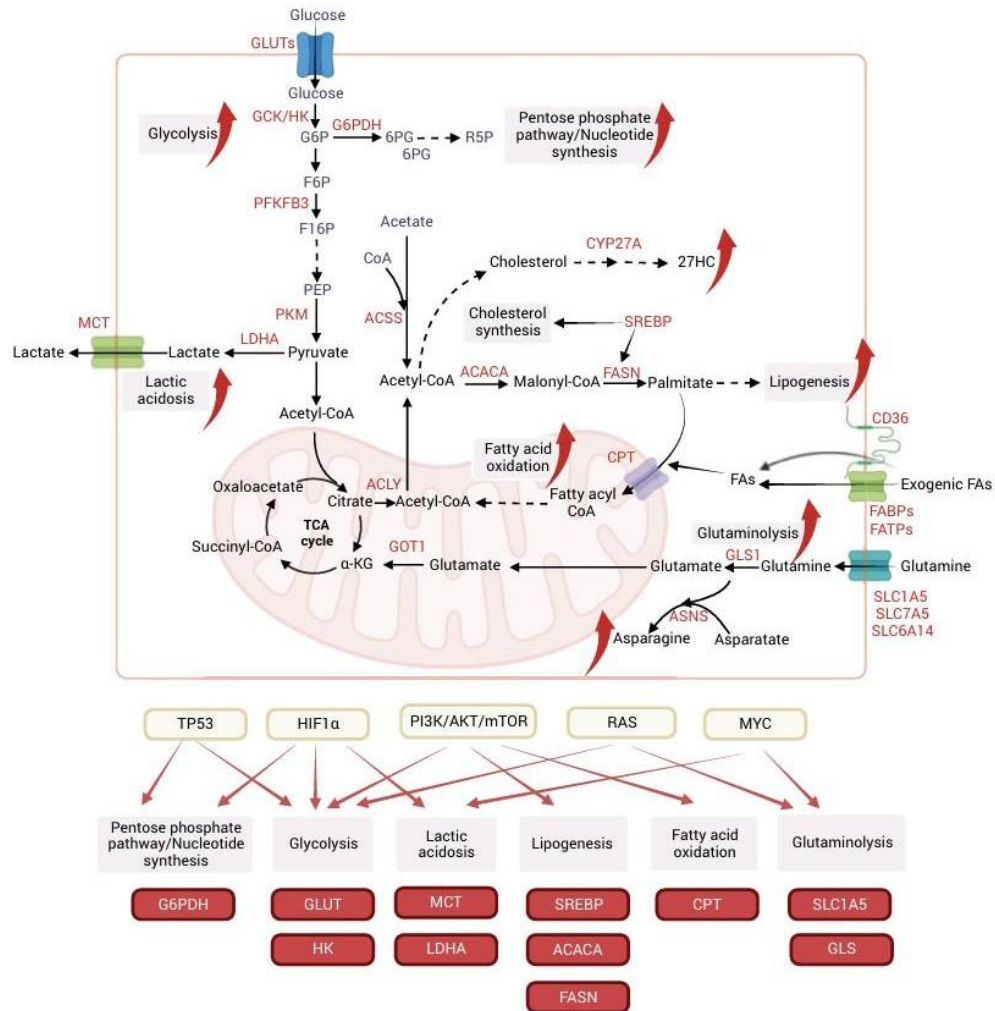 Glucose
GLUTs
Glucose
GCK/HK
G6PDH
Glycolysis
G6P
6PG
R5P
6PG
Pentose phosphate
pathway/Nucleotide
synthesis
F6P
PFKFB3
F16P
Acetate
CoA
CYP27A
Cholesterol
27HC
PEP
PKM
ACSS
Cholesterol
synthesis
SREBP
MCT
LDHA
Lactate
Lactate
Pyruvate
Lactic
acidosis
Acetyl-CoA
ACACA
Malonyl-CoA
FASN
Palmitate
Lipogenesis
Acetyl-CoA
CD36
Fatty acid
oxidation
CPT
FAs
Exogenic FAs
Oxaloacetate
Citrate
ACLY
Acetyl-CoA
Fatty acyl
CoA
FABPs
FATPs
TCA
cycle
Glutaminolysis
Succinyl-CoA
α-KG
GOT1
Glutamate
Glutamate
GLS1
Glutamine
Glutamine
SLC1A5
SLC7A5
SLC6A14
ASNS
Asparagine
Asparatate
TP53
HIF1α
PI3K/AKT/mTOR
RAS
MYC
Pentose phosphate
pathway/Nucleotide
synthesis
Glycolysis
Lactic
acidosis
Lipogenesis
Fatty acid
oxidation
Glutaminolysis
G6PDH
GLUT
MCT
SREBP
CPT
SLC1A5
HK
LDHA
ACACA
GLS
FASN